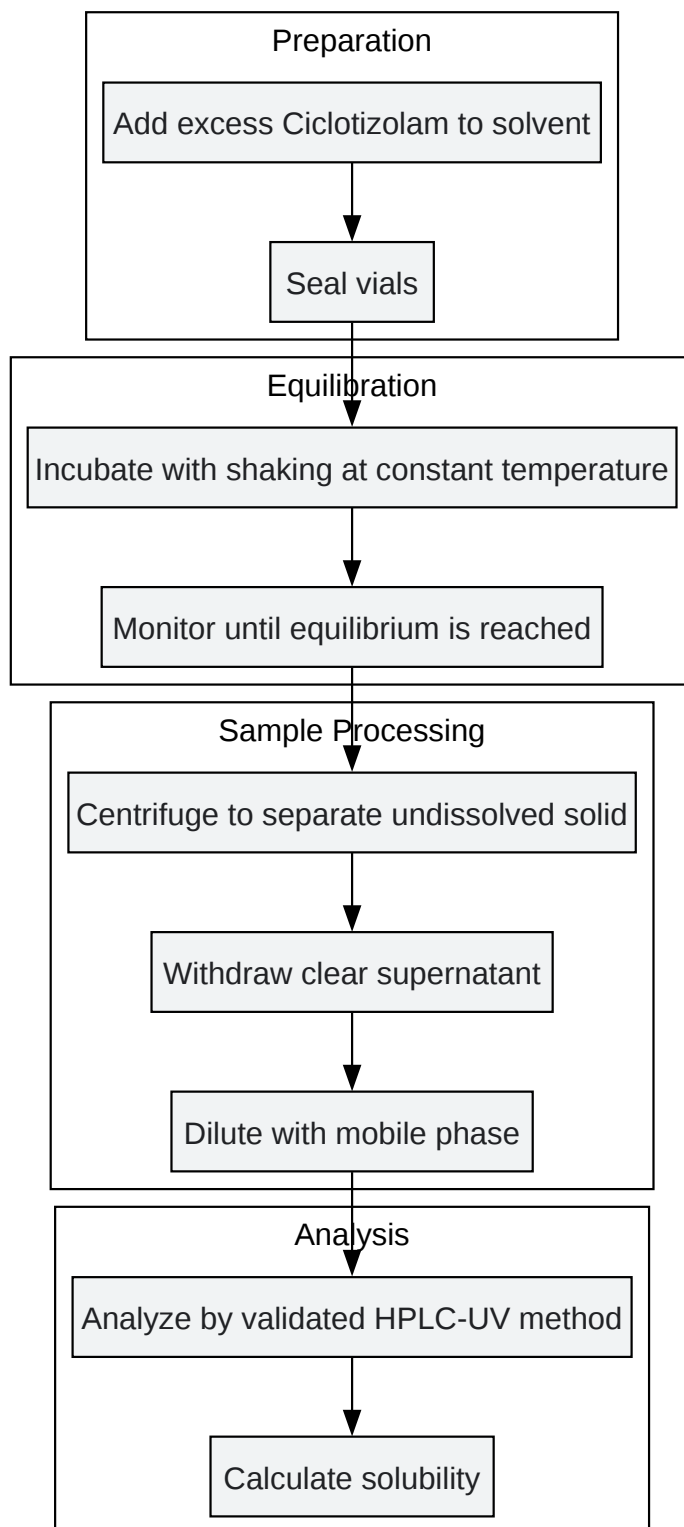 Preparation
Add excess Ciclotizolam to solvent
Seal vials
Equilibration
Incubate with shaking at constant temperature
Monitor until equilibrium is reached
Sample Processing
Centrifuge to separate undissolved solid
Withdraw clear supernatant
Dilute with mobile phase
Analysis
Analyze by validated HPLC-UV method
Calculate solubility